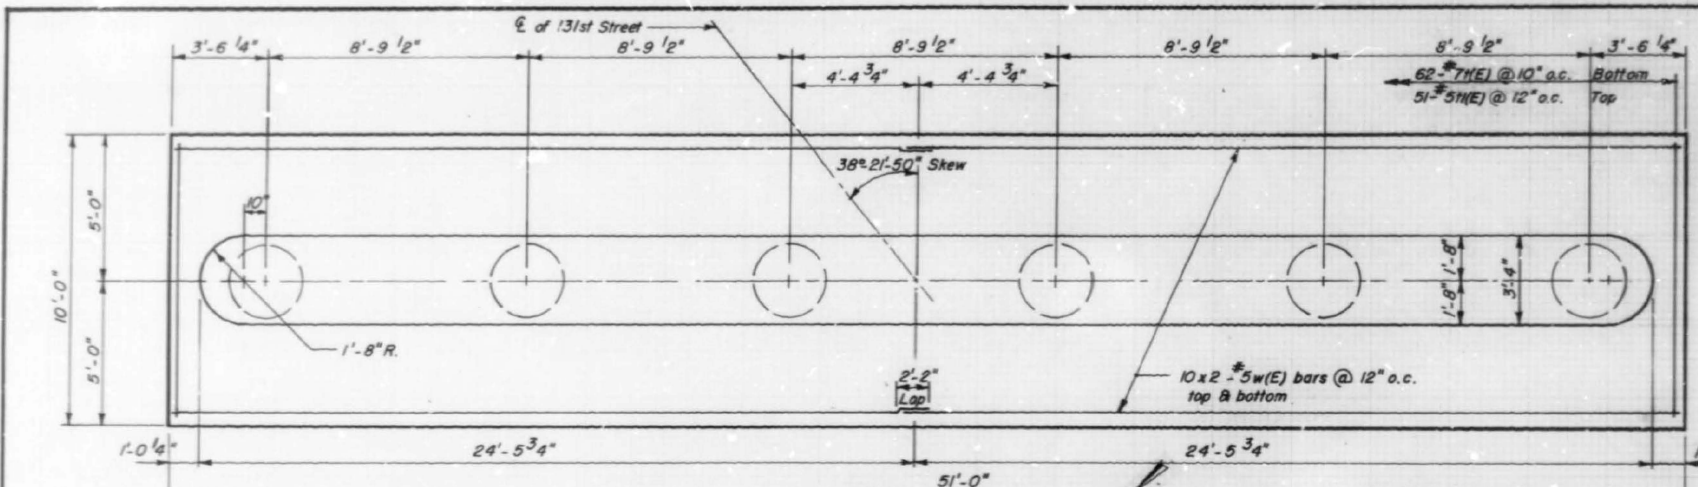 ℄ of 131st Street
3'-6 1/4" 8'-9 1/2" 8'-9 1/2" 8'-9 1/2" 8'-9 1/2" 8'-9 1/2" 3'-6 1/4"
4'-4 3/4" 4'-4 3/4"
62-#7t(E) @ 10" o.c. Bottom
51-#5t1(E) @ 12" o.c. Top
38°-21'-50" Skew
10"
5'-0"
10'-0"
5'-0"
1'-8"
1'-8"
3'-4"
1'-8" R.
2'-2"
Lap
10 x 2 - #5w(E) bars @ 12" o.c.
top & bottom
1'-0 1/4" 24'-5 3/4" 24'-5 3/4"
51'-0"